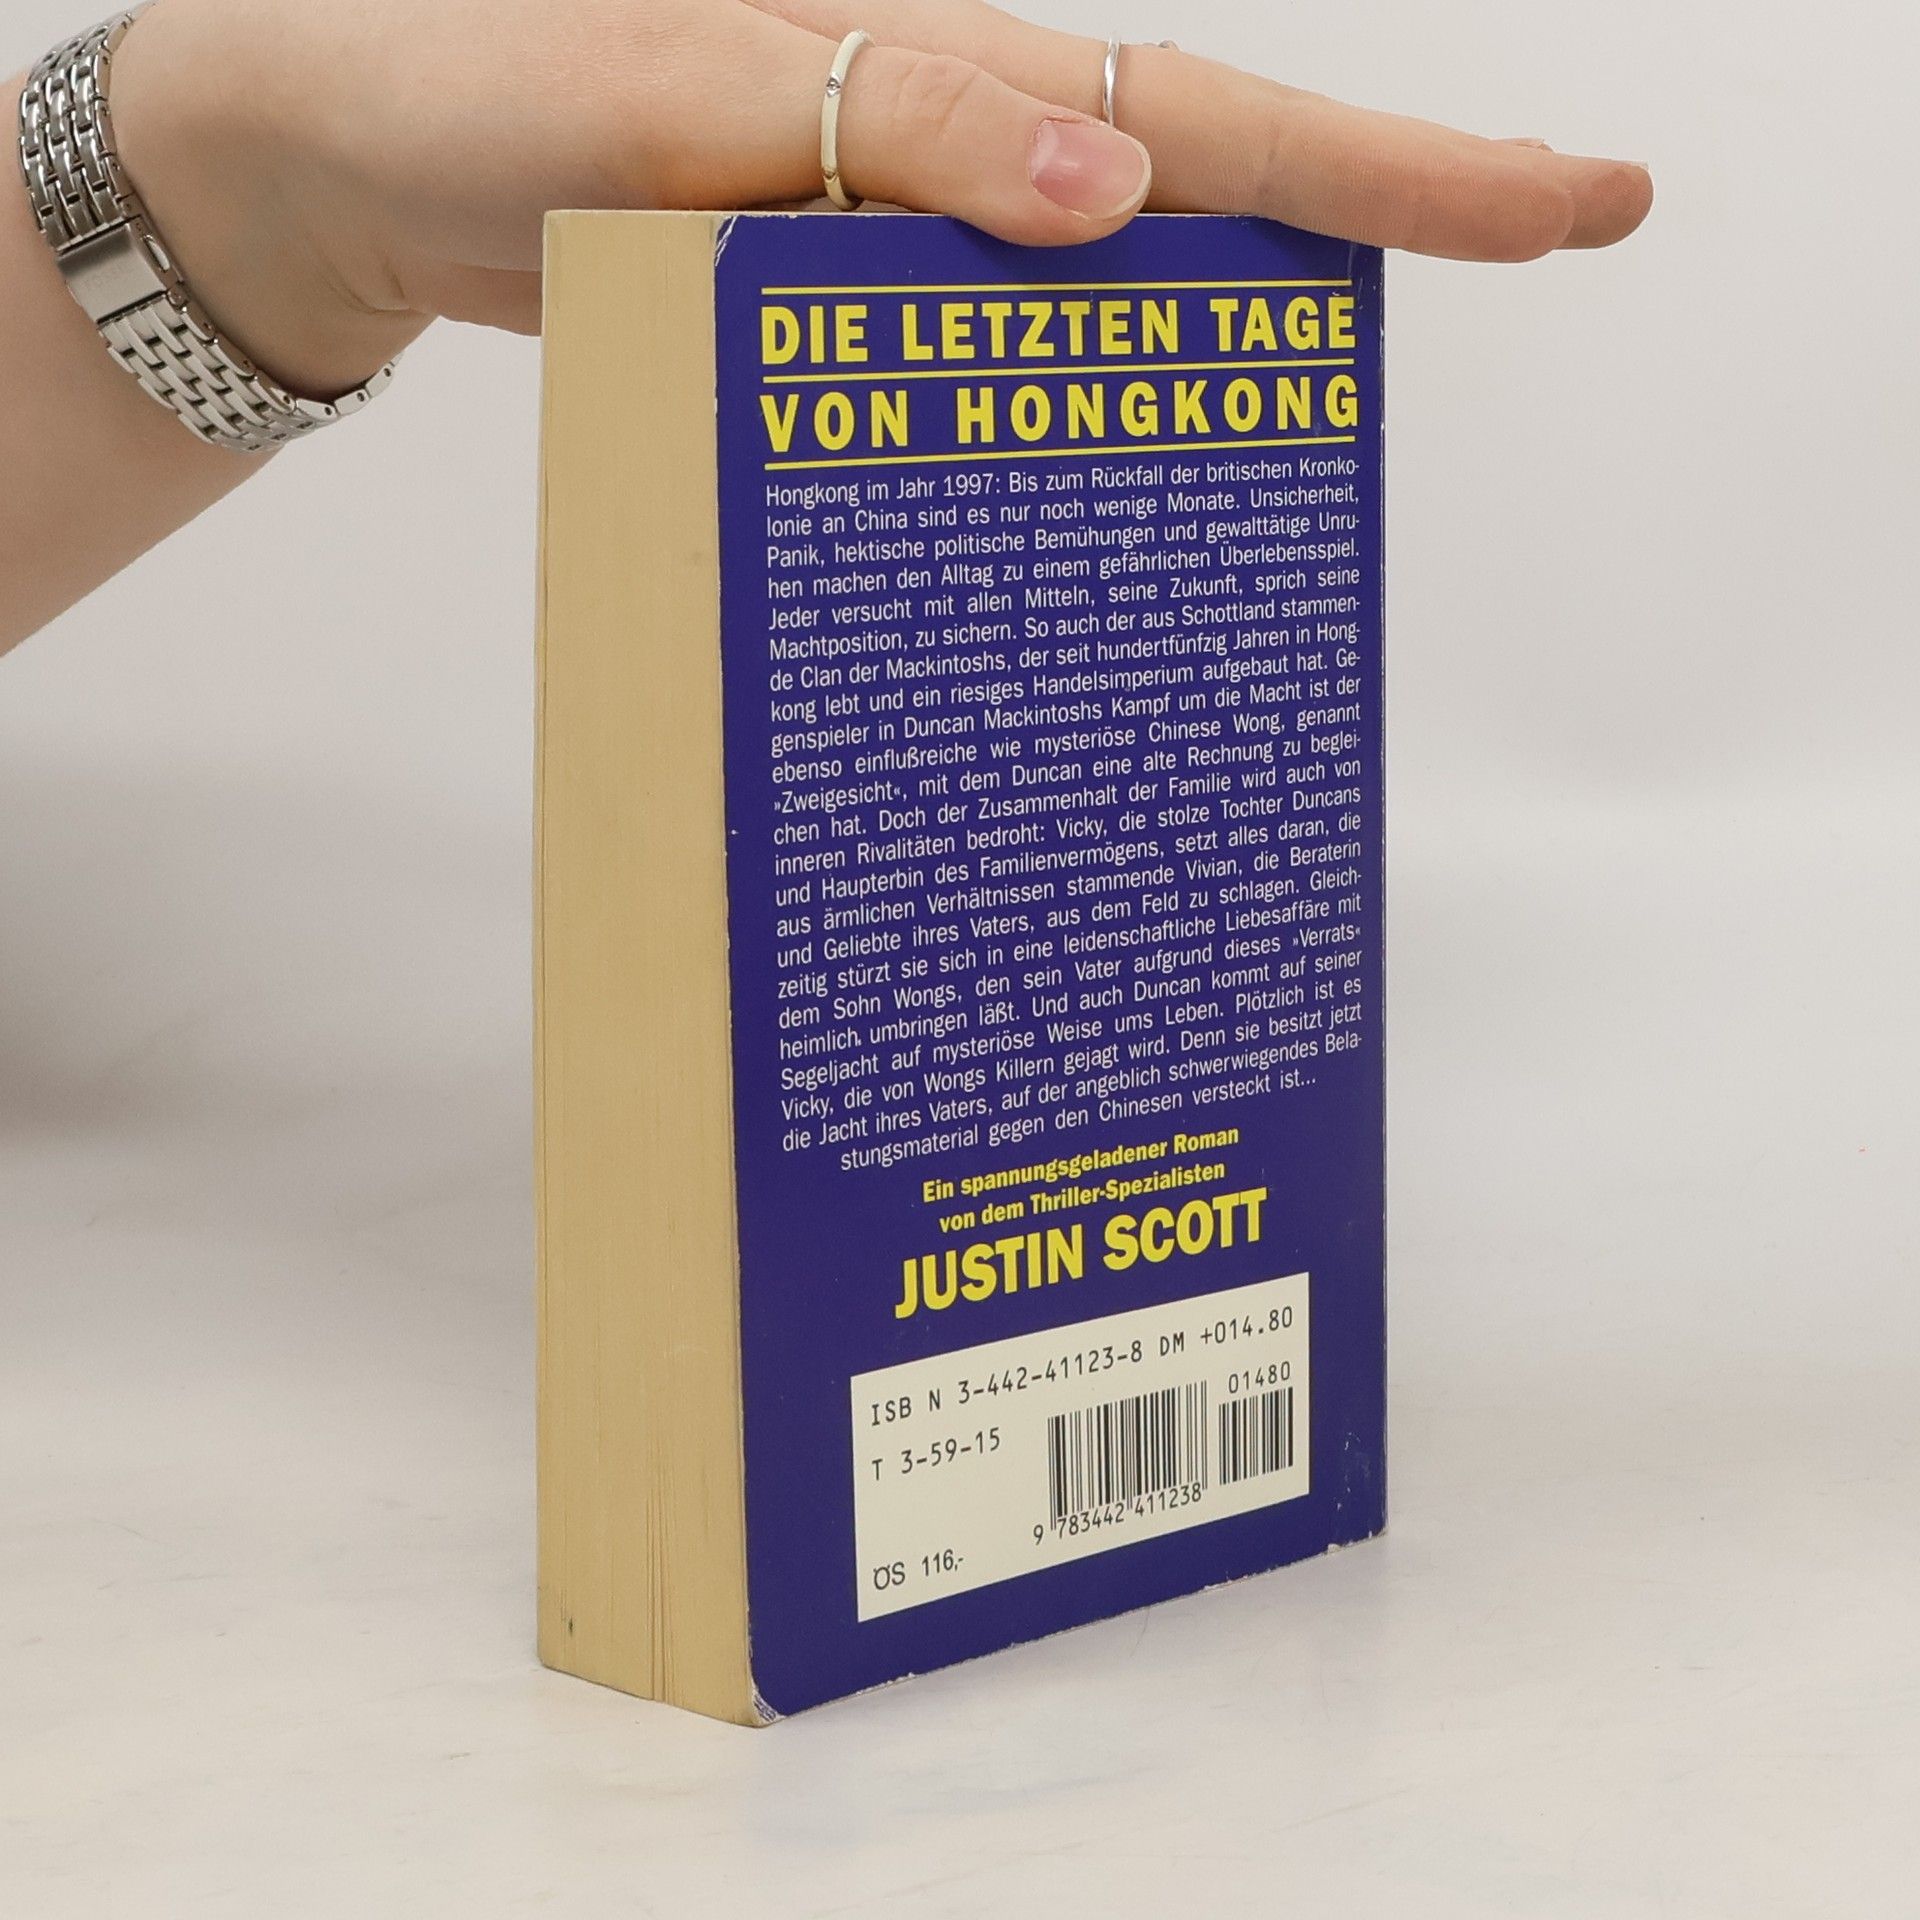 DIE LETZTEN TAGE
VON HONGKONG
Hongkong im Jahr 1997: Bis zum Rückfall der britischen Kronko-
lonie an China sind es nur noch wenige Monate. Unsicherheit,
Panik, hektische politische Bemühungen und gewalttätige Unru-
hen machen den Alltag zu einem gefährlichen Überlebensspiel.
Jeder versucht mit allen Mitteln, seine Zukunft, sprich seine
Machtposition, zu sichern. So auch der aus Schottland stammen-
de Clan der Mackintoshs, der seit hundertfünfzig Jahren in Hong-
kong lebt und ein riesiges Handelsimperium aufgebaut hat. Ge-
genspieler in Duncan Mackintoshs Kampf um die Macht ist der
ebenso einflußreiche wie mysteriöse Chinese Wong, genannt
»Zweigesicht«, mit dem Duncan eine alte Rechnung zu beglei-
chen hat. Doch der Zusammenhalt der Familie wird auch von
inneren Rivalitäten bedroht: Vicky, die stolze Tochter Duncans
und Haupterbin des Familienvermögens, setzt alles daran, die
aus ärmlichen Verhältnissen stammende Vivian, die Beraterin
und Geliebte ihres Vaters, aus dem Feld zu schlagen. Gleich-
zeitig stürzt sie sich in eine leidenschaftliche Liebesaffäre mit
dem Sohn Wongs, den sein Vater aufgrund dieses »Verrats«
heimlich umbringen läßt. Und auch Duncan kommt auf seiner
Segeljacht auf mysteriöse Weise ums Leben. Plötzlich ist es
Vicky, die von Wongs Killern gejagt wird. Denn sie besitzt jetzt
die Jacht ihres Vaters, auf der angeblich schwerwiegendes Bela-
stungsmaterial gegen den Chinesen versteckt ist...
Ein spannungsgeladener Roman
von dem Thriller-Spezialisten
JUSTIN SCOTT
ISB N 3-442-41123-8 DM +014.80
01480
T 3-59-15
9 783442 411238
ÖS 116,-
FOSSIL